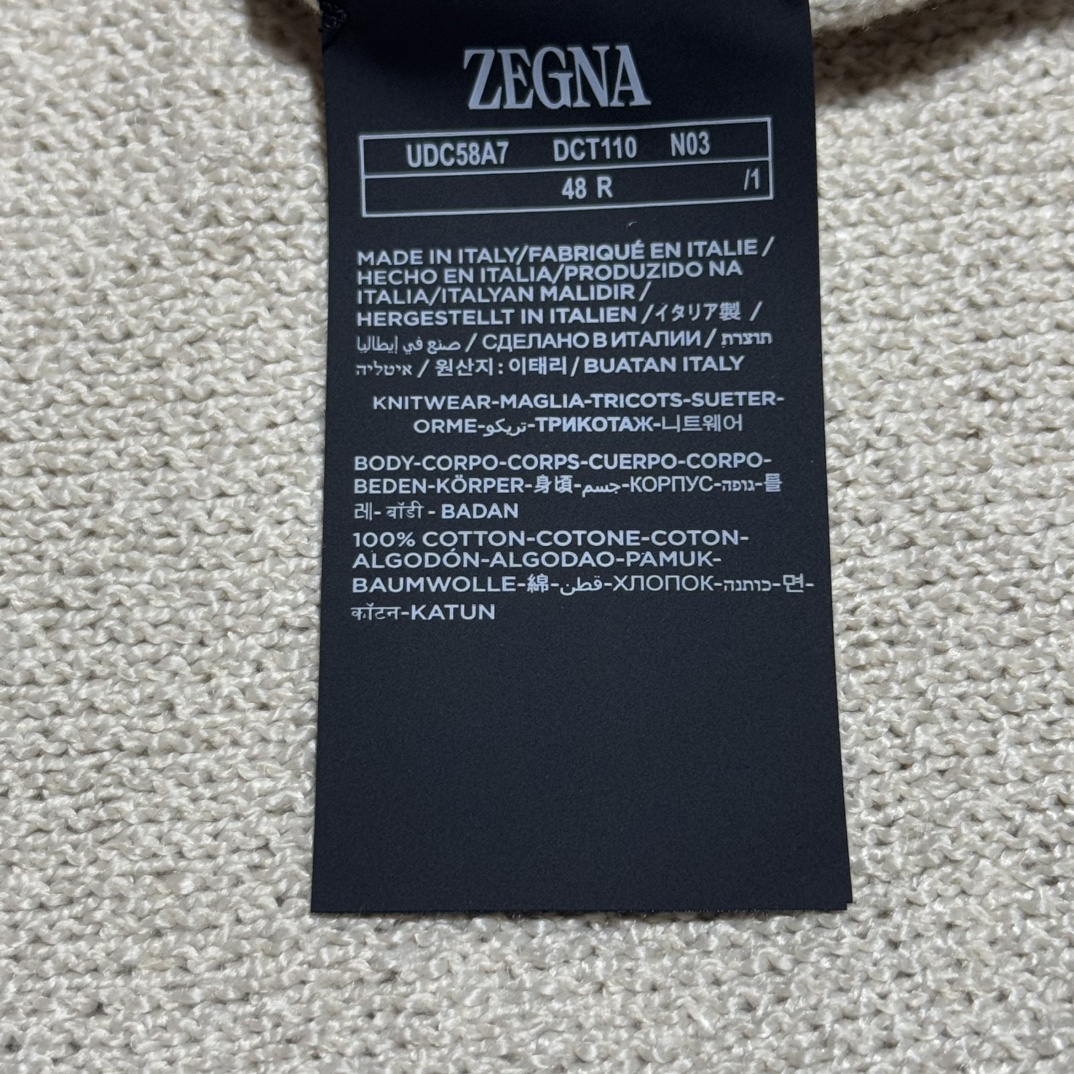 ZEGNA
UDC58A7 DCT110 N03
48 R /1
MADE IN ITALY/FABRIQUÉ EN ITALIE/
HECHO EN ITALIA/PRODUZIDO NA
ITALIA/ITALYAN MALIDIR/
HERGESTELLT IN ITALIEN/イタリア製 /
صنع في إيطاليا / СДЕЛАНО В ИТАЛИИ / תוצרת
איטליה / 원산지 : 이태리 / BUATAN ITALY
KNITWEAR-MAGLIA-TRICOTS-SUETER-
ORME-تريكو-ТРИКОТАЖ-니트웨어
BODY-CORPO-CORPS-CUERPO-CORPO-
BEDEN-KÖRPER-身頃-جسم-КОРПУС-גופה-를
레- बॉडी - BADAN
100% COTTON-COTONE-COTON-
ALGODÓN-ALGODAO-PAMUK-
BAUMWOLLE-綿-قطن-ХЛОПОК-כותנה-면-
कॉटन-KATUN